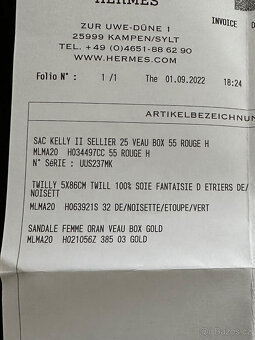 HERMÈS
ZUR UWE-DÜNE 1
25999 KAMPEN/SYLT
TEL. +49 (0)4651-88 62 90
WWW.HERMES.COM
INVOICE
Folio N° : 1/1 The 01.09.2022 18:24
ARTIKELBEZEICHNUN
SAC KELLY II SELLIER 25 VEAU BOX 55 ROUGE H
MLMA20 H034497CC 55 ROUGE H
N° SéRiE : UUS237MK
TWILLY 5X86CM TWILL 100% SOIE FANTAISIE D ETRIERS DE/
NOISETT
MLMA20 H063921S 32 DE/NOISETTE/ETOUPE/VERT
SANDALE FEMME ORAN VEAU BOX GOLD
MLMA20 H021056Z 385 03 GOLD